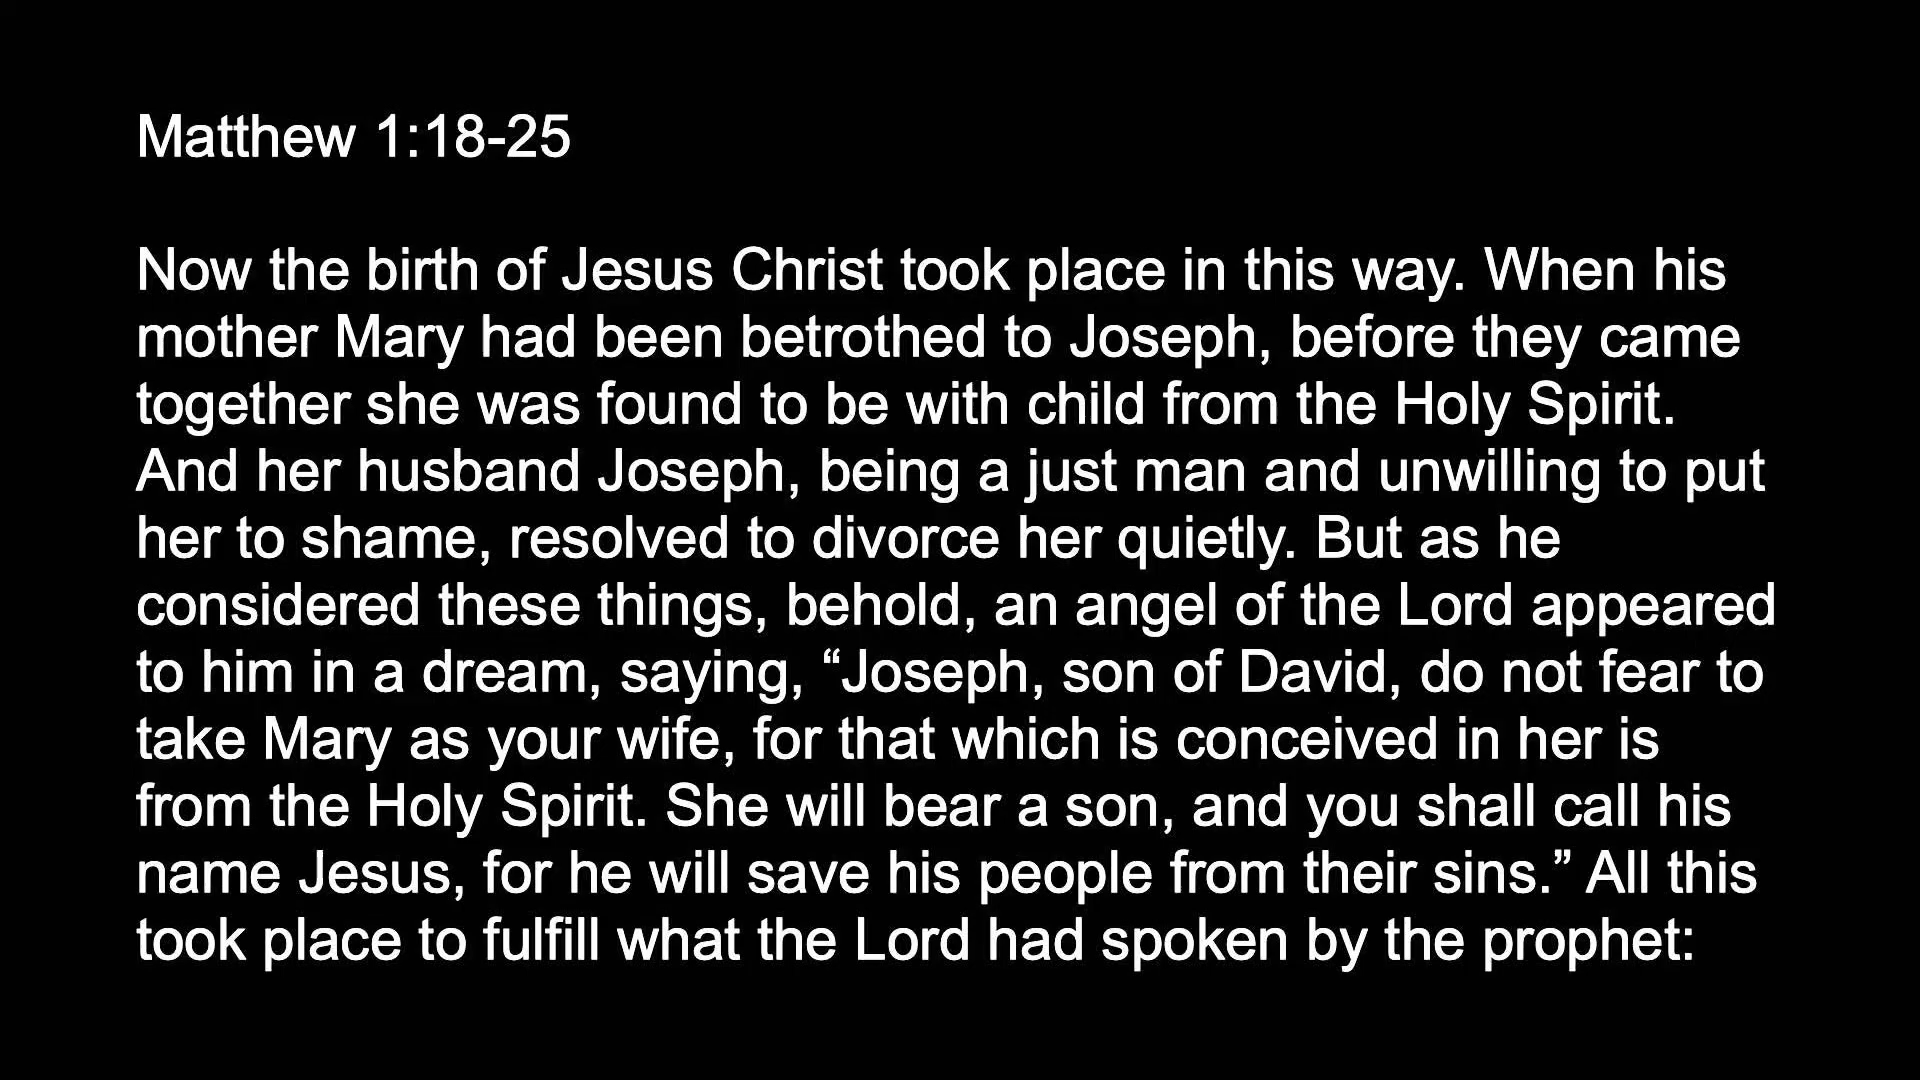 Matthew 1:18-25
Now the birth of Jesus Christ took place in this way. When his
mother Mary had been betrothed to Joseph, before they came
together she was found to be with child from the Holy Spirit.
And her husband Joseph, being a just man and unwilling to put
her to shame, resolved to divorce her quietly. But as he
considered these things, behold, an angel of the Lord appeared
to him in a dream, saying, “Joseph, son of David, do not fear to
take Mary as your wife, for that which is conceived in her is
from the Holy Spirit. She will bear a son, and you shall call his
name Jesus, for he will save his people from their sins.” All this
took place to fulfill what the Lord had spoken by the prophet: